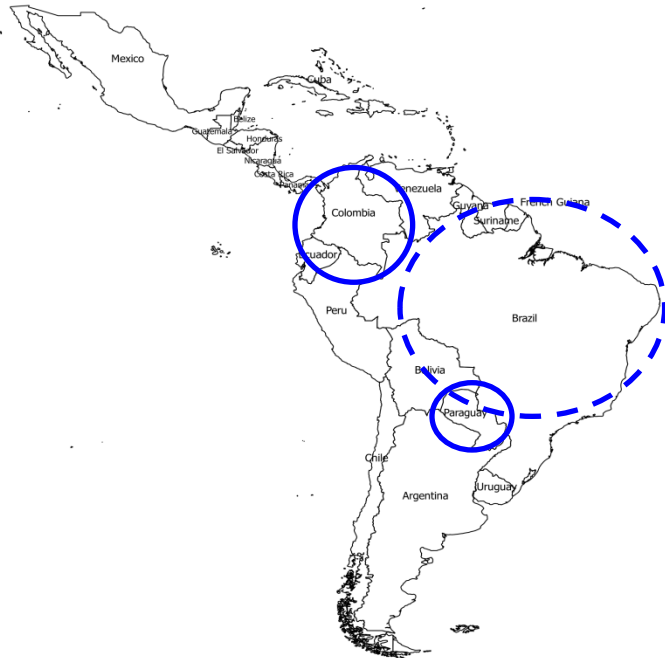 Mexico
Cuba
Belize
Guatemala
Honduras
El Salvador
Nicaragua
Costa Rica
Panama
Venezuela
Guyana
French Guiana
Suriname
Colombia
Ecuador
Peru
Brazil
Bolivia
Paraguay
Chile
Uruguay
Argentina